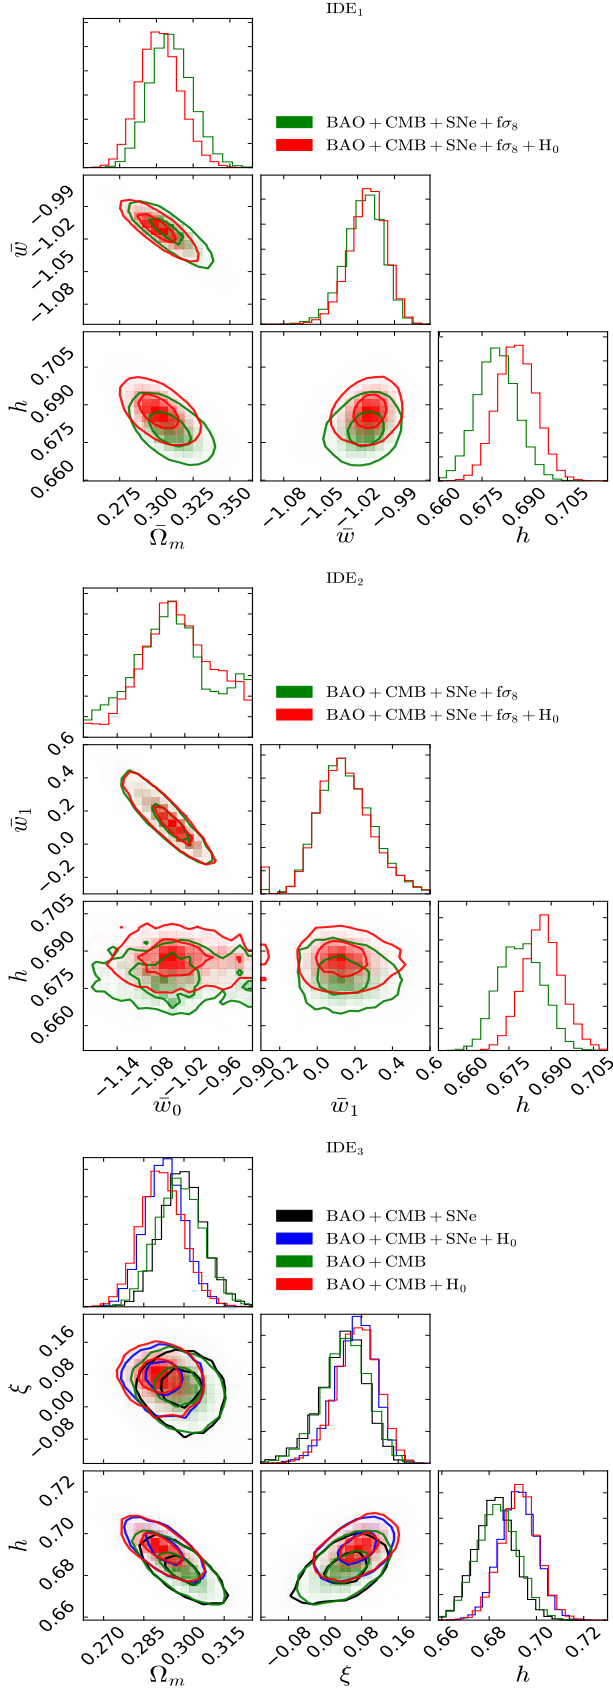 IDE₁
BAO + CMB + SNe + fσ₈
BAO + CMB + SNe + fσ₈ + H₀
w̄
−0.99
−1.02
−1.05
−1.08
h
0.705
0.690
0.675
0.660
0.275 0.300 0.325 0.350
−1.08 −1.05 −1.02 −0.99
0.660 0.675 0.690 0.705
Ω̄ₘ w̄ h
IDE₂
BAO + CMB + SNe + fσ₈
BAO + CMB + SNe + fσ₈ + H₀
w̄₁
0.6
0.4
0.2
0.0
−0.2
h
0.705
0.690
0.675
0.660
−1.14 −1.08 −1.02 −0.96 −0.90
−0.2 0.0 0.2 0.4 0.6
0.660 0.675 0.690 0.705
w̄₀ w̄₁ h
IDE₃
BAO + CMB + SNe
BAO + CMB + SNe + H₀
BAO + CMB
BAO + CMB + H₀
ξ
0.16
0.08
0.00
−0.08
h
0.72
0.70
0.68
0.66
0.270 0.285 0.300 0.315
−0.08 0.00 0.08 0.16
0.66 0.68 0.70 0.72
Ωₘ ξ h